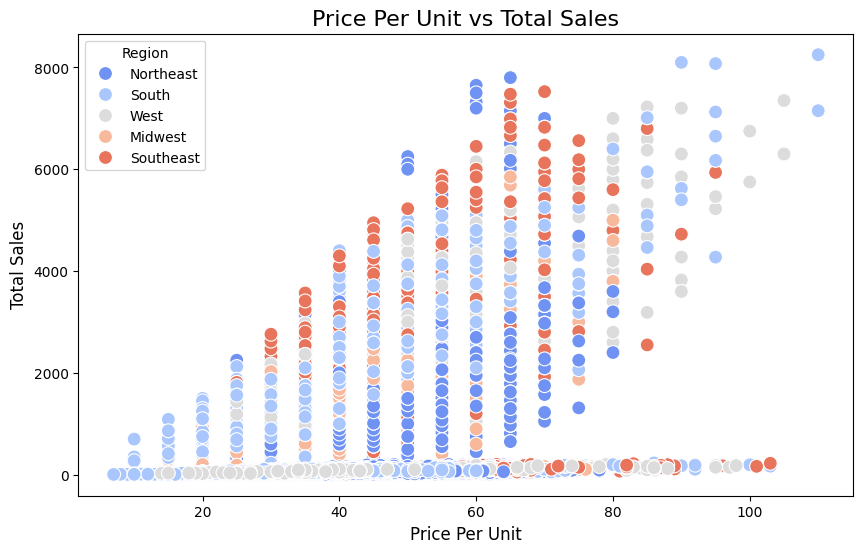 Price Per Unit vs Total Sales
Region
Northeast
South
West
Midwest
Southeast
Total Sales
8000
6000
4000
2000
0
20 40 60 80 100
Price Per Unit